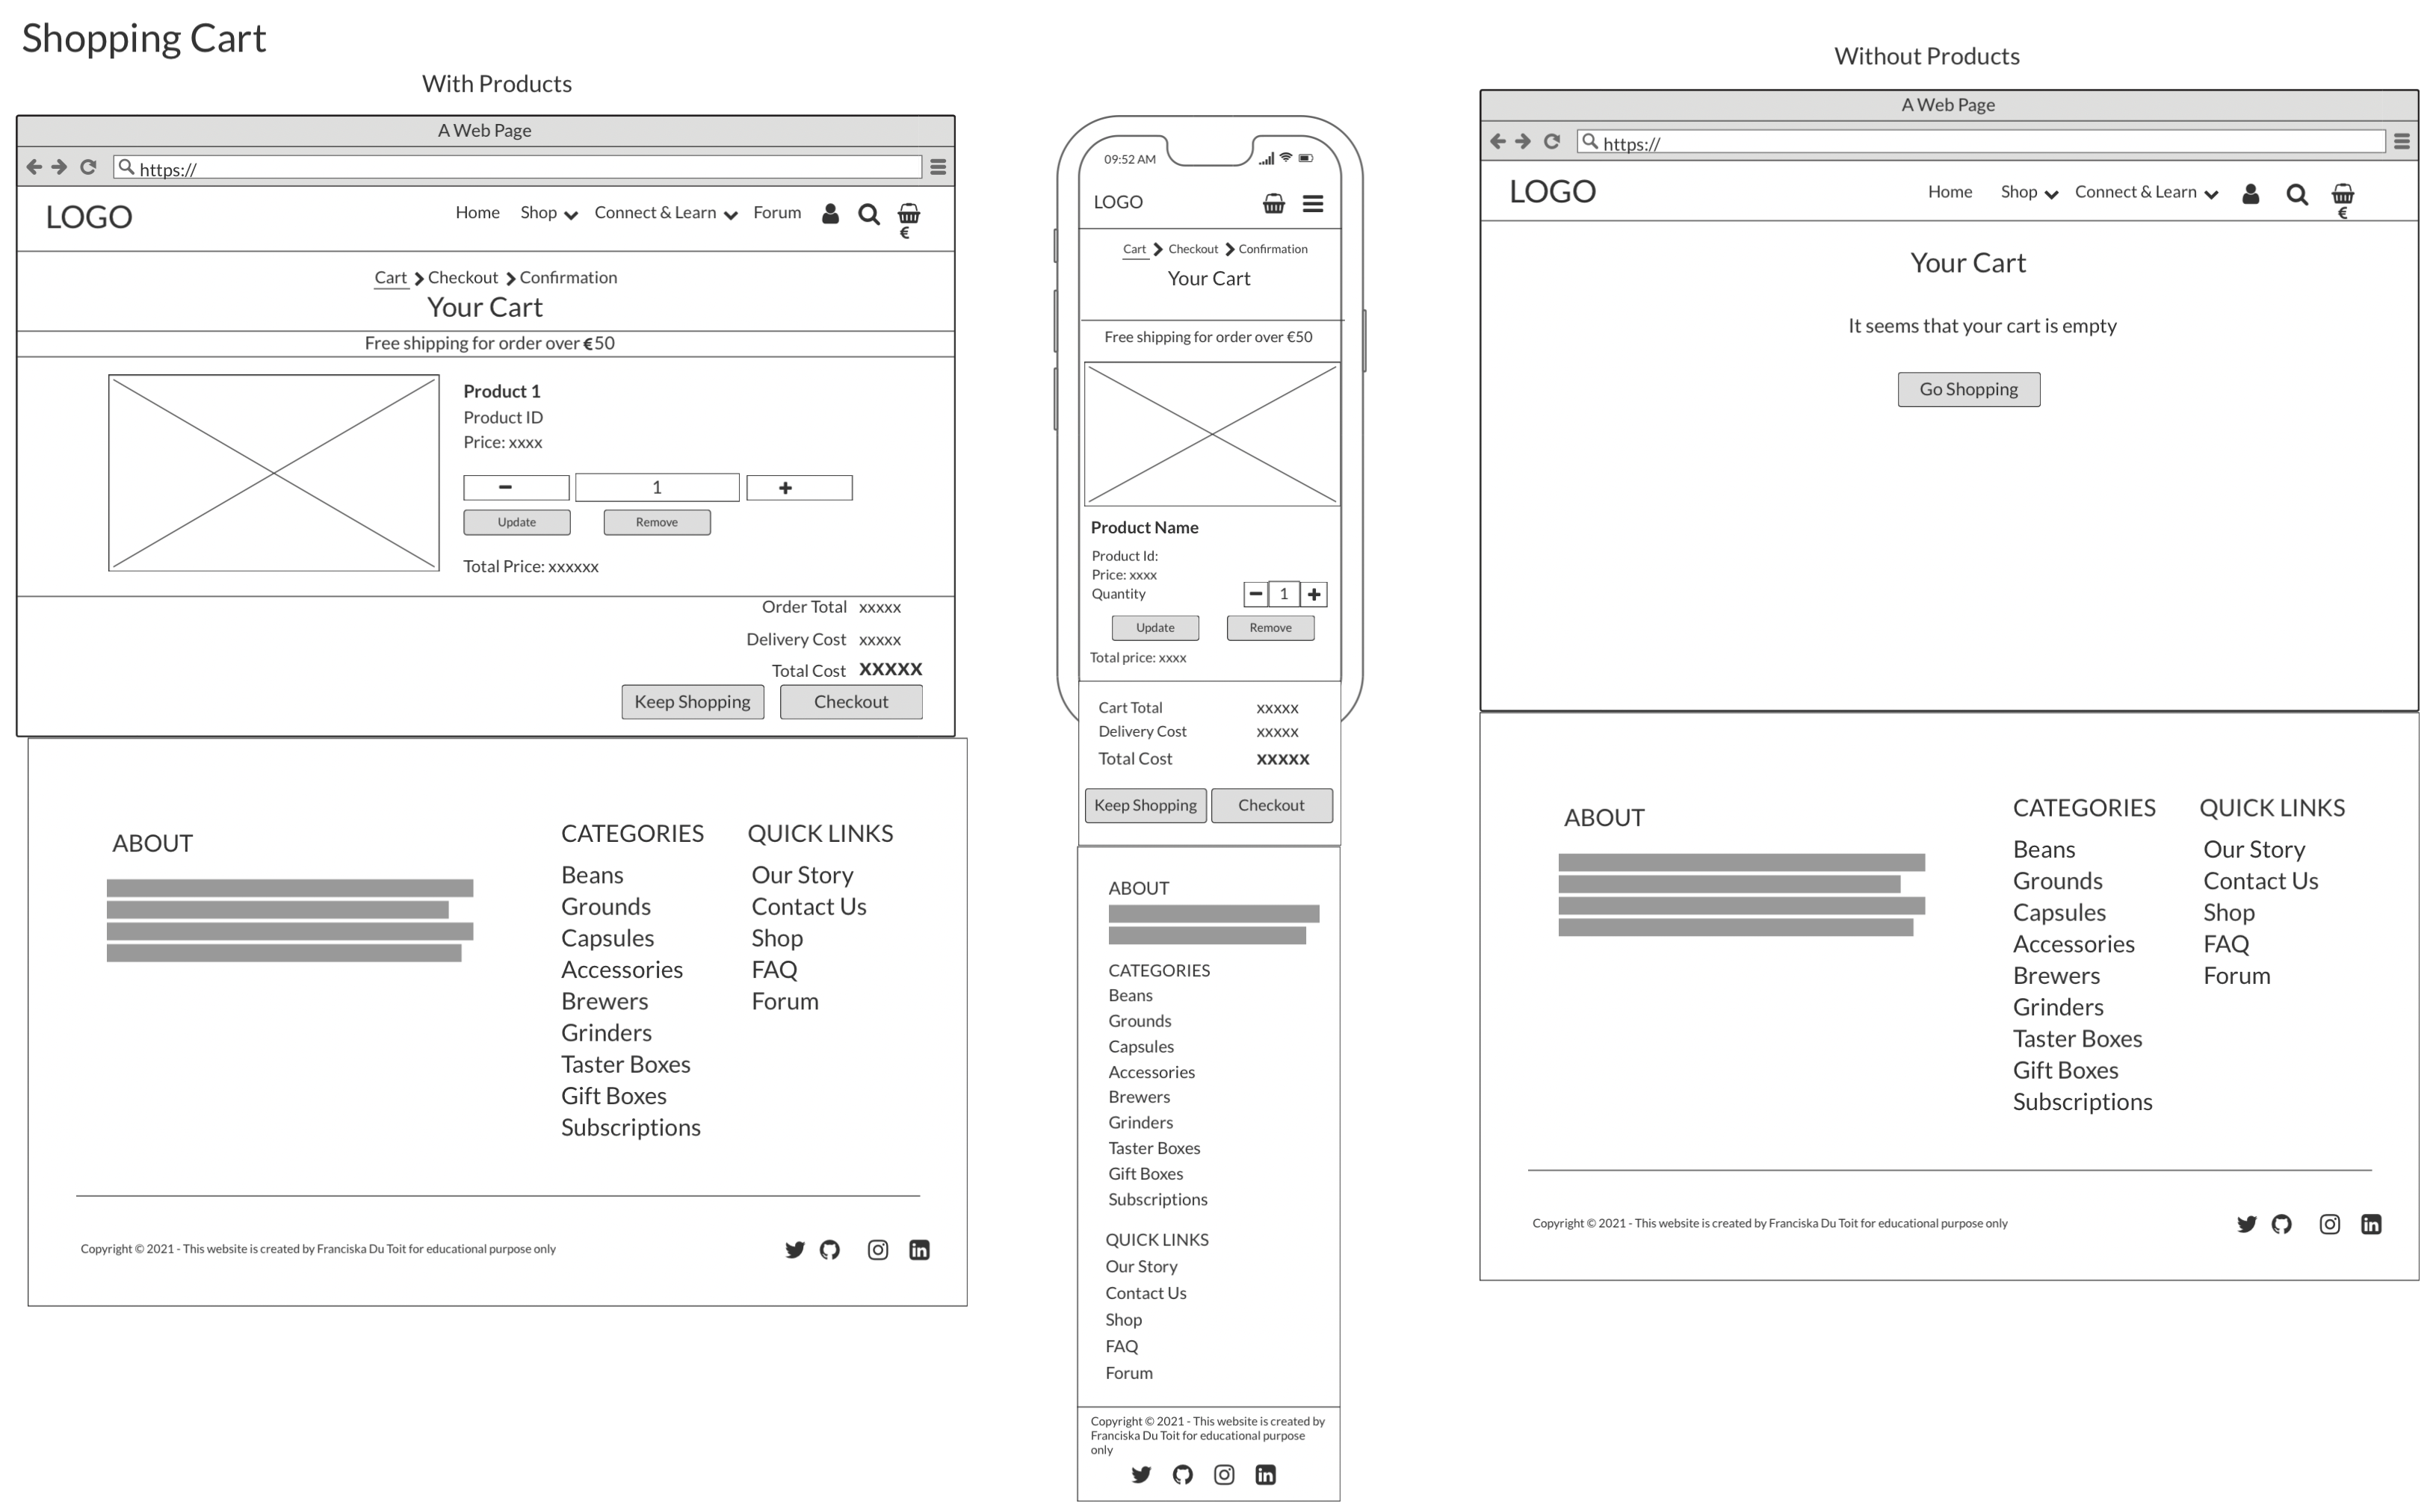 Shopping Cart
With Products
A Web Page
https://
LOGO
Home Shop Connect & Learn Forum
€
Cart Checkout Confirmation
Your Cart
Free shipping for order over €50
Product 1
Product ID
Price: xxxx
1
Update Remove
Total Price: xxxxxx
Order Total xxxxx
Delivery Cost xxxxx
Total Cost xxxxx
Keep Shopping Checkout
ABOUT
CATEGORIES
Beans
Grounds
Capsules
Accessories
Brewers
Grinders
Taster Boxes
Gift Boxes
Subscriptions
QUICK LINKS
Our Story
Contact Us
Shop
FAQ
Forum
Copyright © 2021 - This website is created by Franciska Du Toit for educational purpose only
09:52 AM
LOGO
Cart Checkout Confirmation
Your Cart
Free shipping for order over €50
Product Name
Product Id:
Price: xxxx
Quantity 1
Update Remove
Total price: xxxx
Cart Total xxxxx
Delivery Cost xxxxx
Total Cost xxxxx
Keep Shopping Checkout
ABOUT
CATEGORIES
Beans
Grounds
Capsules
Accessories
Brewers
Grinders
Taster Boxes
Gift Boxes
Subscriptions
QUICK LINKS
Our Story
Contact Us
Shop
FAQ
Forum
Copyright © 2021 - This website is created by
Franciska Du Toit for educational purpose
only
Without Products
A Web Page
https://
LOGO
Home Shop Connect & Learn
€
Your Cart
It seems that your cart is empty
Go Shopping
ABOUT
CATEGORIES
Beans
Grounds
Capsules
Accessories
Brewers
Grinders
Taster Boxes
Gift Boxes
Subscriptions
QUICK LINKS
Our Story
Contact Us
Shop
FAQ
Forum
Copyright © 2021 - This website is created by Franciska Du Toit for educational purpose only